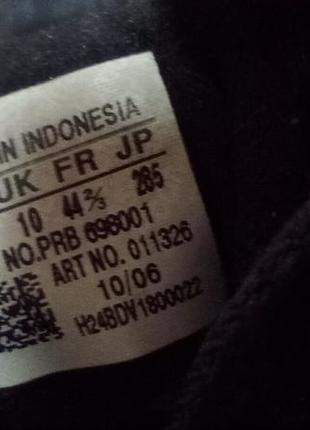 IN INDONESIA
UK FR JP
10 44⅔ 285
NO.PRB 698001
ART NO. 011326
10/06
H24BDV1800022